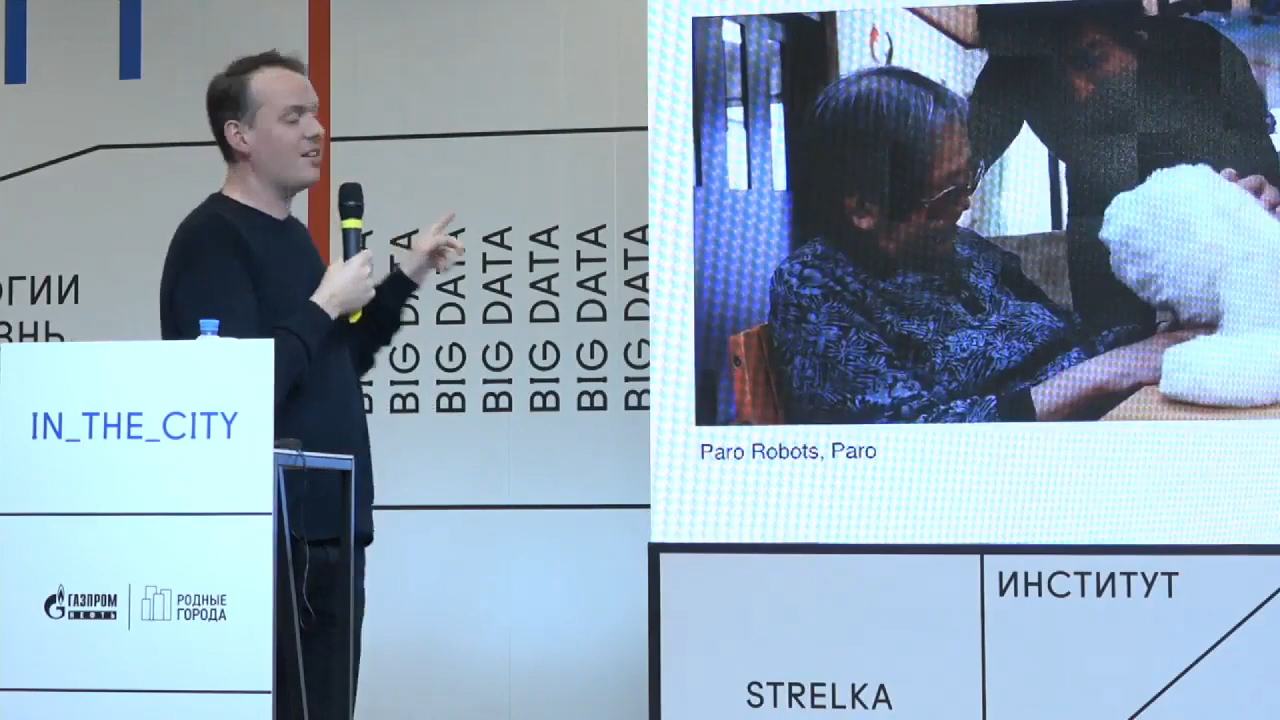 ОГИИ
ЗНЬ
BIG DATA
BIG DATA
BIG DATA
BIG DATA
BIG DATA
BIG DATA
IN_THE_CITY
ГАЗПРОМ
НЕФТЬ
РОДНЫЕ
ГОРОДА
Paro Robots, Paro
ИНСТИТУТ
STRELKA